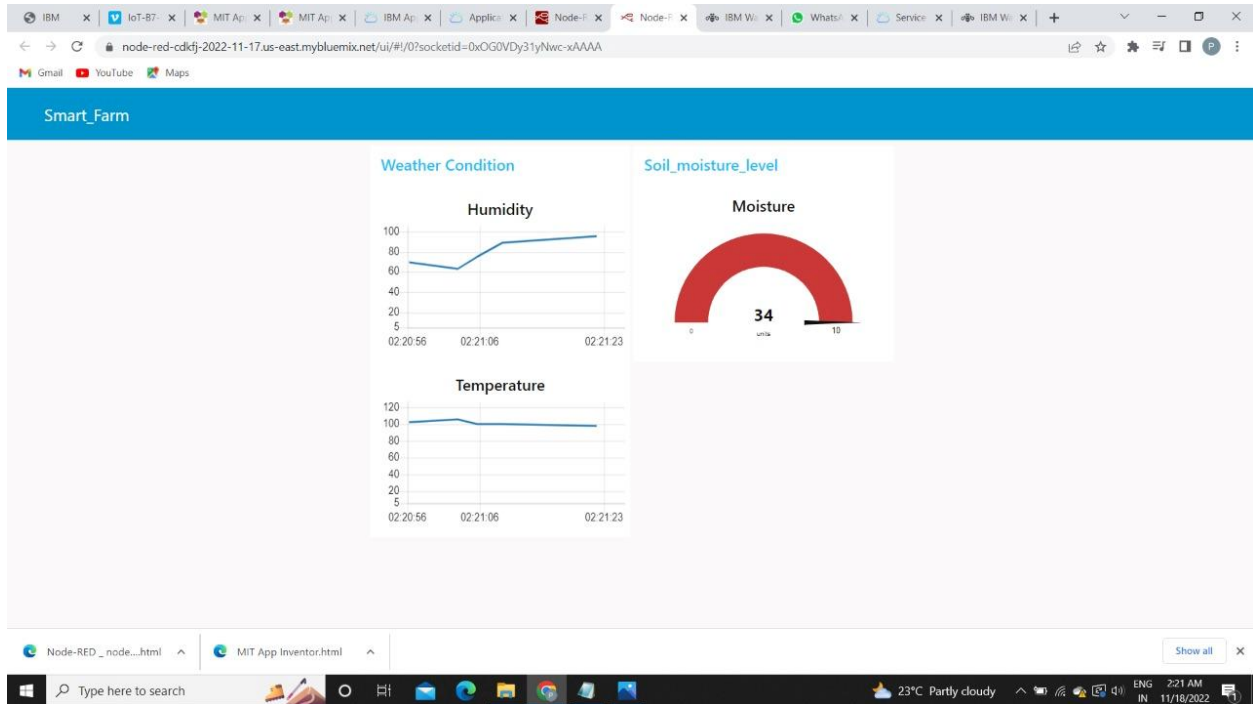 IBM
IoT-B7-
MIT Ap
MIT Ap
IBM Ap
Applica
Node-F
Node-F
IBM Wa
WhatsA
Service
IBM Wa
node-red-cdkfj-2022-11-17.us-east.mybluemix.net/ui/#!/0?socketid=0xOG0VDy31yNwc-xAAAA
P
Gmail
YouTube
Maps
Smart_Farm
Weather Condition
Humidity
100
80
60
40
20
5
02:20:56 02:21:06 02:21:23
Temperature
120
100
80
60
40
20
5
02:20:56 02:21:06 02:21:23
Soil_moisture_level
Moisture
34
units
0 10
Node-RED _ node....html
MIT App Inventor.html
Show all
Type here to search
23°C Partly cloudy
ENG
IN
2:21 AM
11/18/2022
1